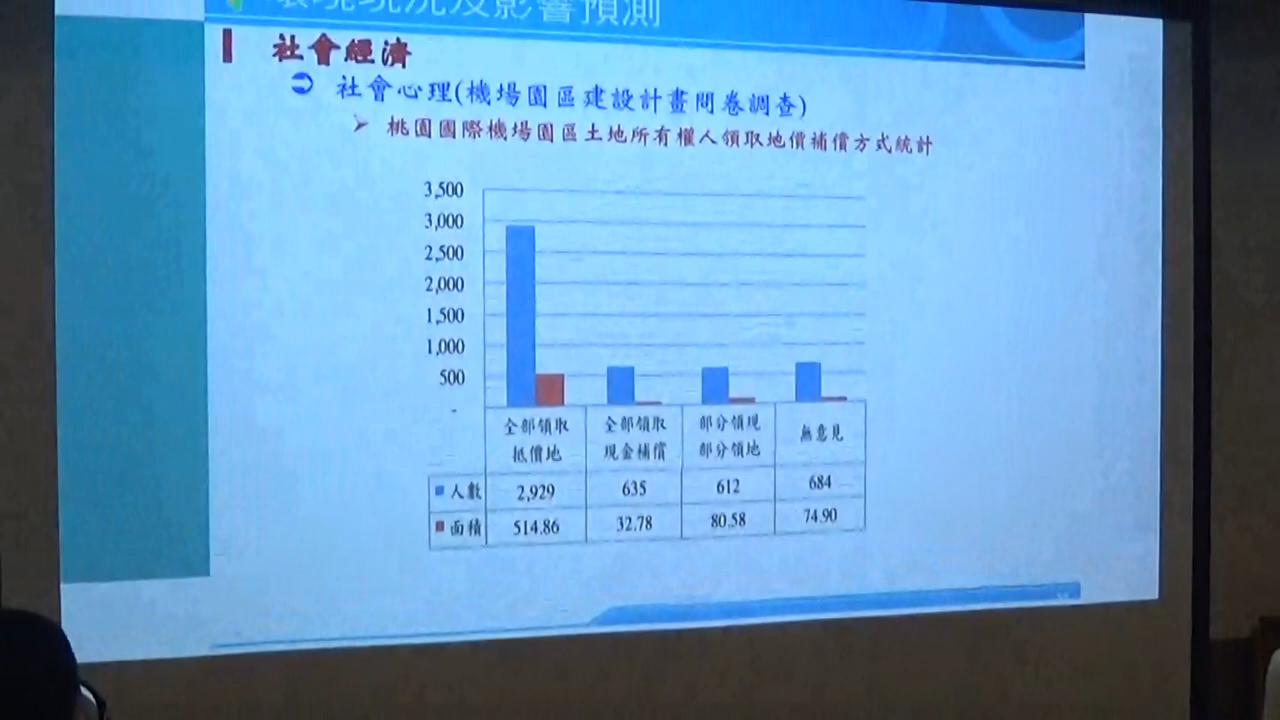 環境現況及影響預測
社會經濟
社會心理(機場園區建設計畫問卷調查)
桃園國際機場園區土地所有權人領取地價補償方式統計
3,500
3,000
2,500
2,000
1,500
1,000
500
-
全部領取抵價地 全部領取現金補償 部分領現部分領地 無意見
人數 2,929 635 612 684
面積 514.86 32.78 80.58 74.90